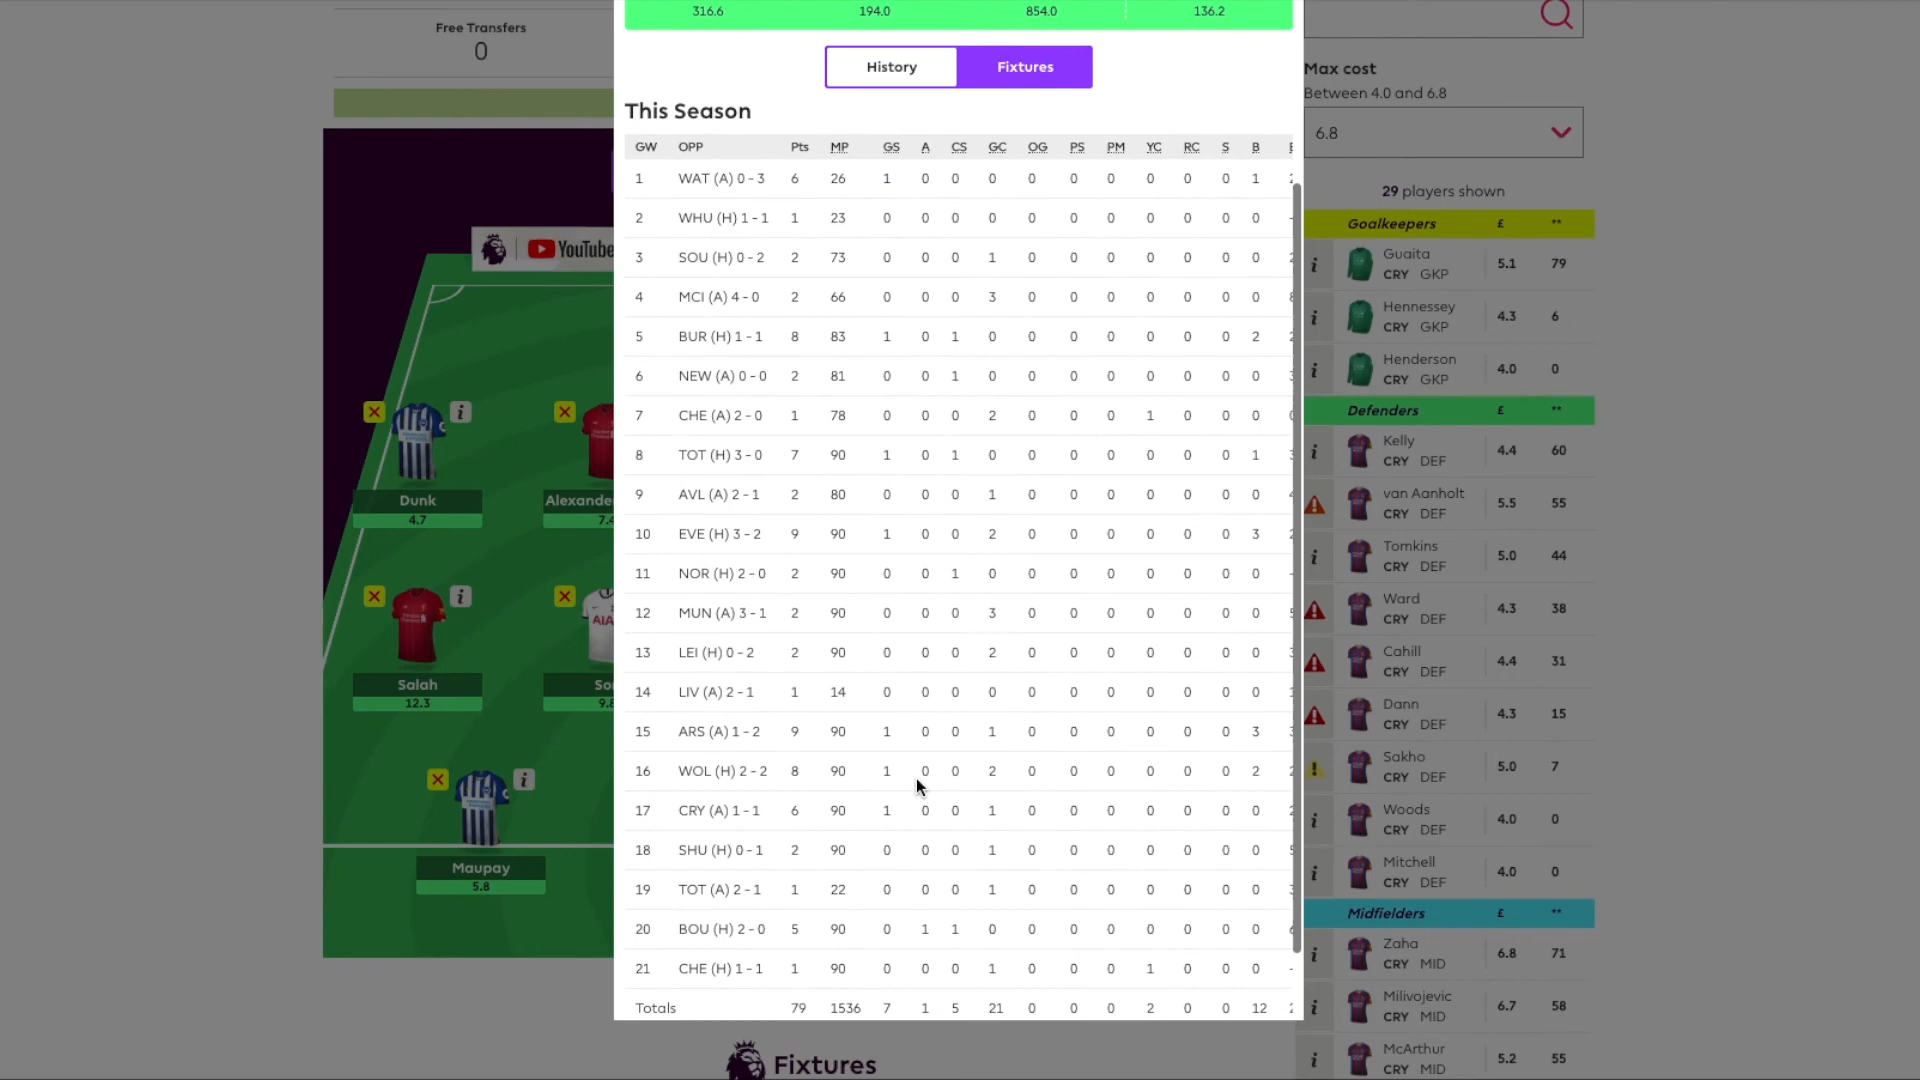 Free Transfers
0
316.6 194.0 854.0 136.2
History Fixtures
This Season
GW OPP Pts MP GS A CS GC OG PS PM YC RC S B
1 WAT (A) 0 - 3 6 26 1 0 0 0 0 0 0 0 0 0 1
2 WHU (H) 1 - 1 1 23 0 0 0 0 0 0 0 0 0 0 0
3 SOU (H) 0 - 2 2 73 0 0 0 1 0 0 0 0 0 0 0
4 MCI (A) 4 - 0 2 66 0 0 0 3 0 0 0 0 0 0 0
5 BUR (H) 1 - 1 8 83 1 0 1 0 0 0 0 0 0 0 2
6 NEW (A) 0 - 0 2 81 0 0 1 0 0 0 0 0 0 0 0
7 CHE (A) 2 - 0 1 78 0 0 0 2 0 0 0 1 0 0 0
8 TOT (H) 3 - 0 7 90 1 0 1 0 0 0 0 0 0 0 1
9 AVL (A) 2 - 1 2 80 0 0 0 1 0 0 0 0 0 0 0
10 EVE (H) 3 - 2 9 90 1 0 0 2 0 0 0 0 0 0 3
11 NOR (H) 2 - 0 2 90 0 0 1 0 0 0 0 0 0 0 0
12 MUN (A) 3 - 1 2 90 0 0 0 3 0 0 0 0 0 0 0
13 LEI (H) 0 - 2 2 90 0 0 0 2 0 0 0 0 0 0 0
14 LIV (A) 2 - 1 1 14 0 0 0 0 0 0 0 0 0 0 0
15 ARS (A) 1 - 2 9 90 1 0 0 1 0 0 0 0 0 0 3
16 WOL (H) 2 - 2 8 90 1 0 0 2 0 0 0 0 0 0 2
17 CRY (A) 1 - 1 6 90 1 0 0 1 0 0 0 0 0 0 0
18 SHU (H) 0 - 1 2 90 0 0 0 1 0 0 0 0 0 0 0
19 TOT (A) 2 - 1 1 22 0 0 0 1 0 0 0 0 0 0 0
20 BOU (H) 2 - 0 5 90 0 1 1 0 0 0 0 0 0 0 0
21 CHE (H) 1 - 1 1 90 0 0 0 1 0 0 0 1 0 0 0
Totals 79 1536 7 1 5 21 0 0 0 2 0 0 12
YouTube
Dunk
4.7
Alexande
7.4
Salah
12.3
AIA
So
9.8
Maupay
5.8
Fixtures
Max cost
Between 4.0 and 6.8
6.8
29 players shown
Goalkeepers £ **
Guaita
CRY GKP 5.1 79
Hennessey
CRY GKP 4.3 6
Henderson
CRY GKP 4.0 0
Defenders £ **
Kelly
CRY DEF 4.4 60
van Aanholt
CRY DEF 5.5 55
Tomkins
CRY DEF 5.0 44
Ward
CRY DEF 4.3 38
Cahill
CRY DEF 4.4 31
Dann
CRY DEF 4.3 15
Sakho
CRY DEF 5.0 7
Woods
CRY DEF 4.0 0
Mitchell
CRY DEF 4.0 0
Midfielders £ **
Zaha
CRY MID 6.8 71
Milivojevic
CRY MID 6.7 58
McArthur
CRY MID 5.2 55